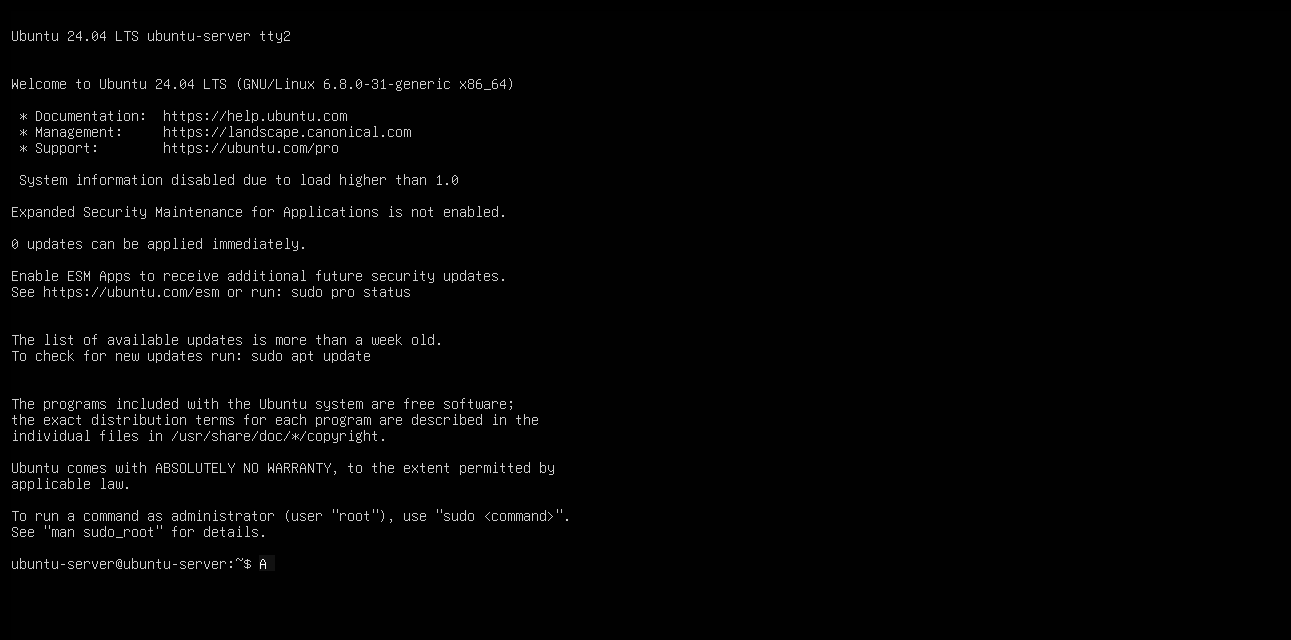 Ubuntu 24.04 LTS ubuntu-server tty2
Welcome to Ubuntu 24.04 LTS (GNU/Linux 6.8.0-31-generic x86_64)
* Documentation:  https://help.ubuntu.com
* Management:     https://landscape.canonical.com
* Support:        https://ubuntu.com/pro
System information disabled due to load higher than 1.0
Expanded Security Maintenance for Applications is not enabled.
0 updates can be applied immediately.
Enable ESM Apps to receive additional future security updates.
See https://ubuntu.com/esm or run: sudo pro status
The list of available updates is more than a week old.
To check for new updates run: sudo apt update
The programs included with the Ubuntu system are free software;
the exact distribution terms for each program are described in the
individual files in /usr/share/doc/*/copyright.
Ubuntu comes with ABSOLUTELY NO WARRANTY, to the extent permitted by
applicable law.
To run a command as administrator (user "root"), use "sudo <command>".
See "man sudo_root" for details.
ubuntu-server@ubuntu-server:~$ A